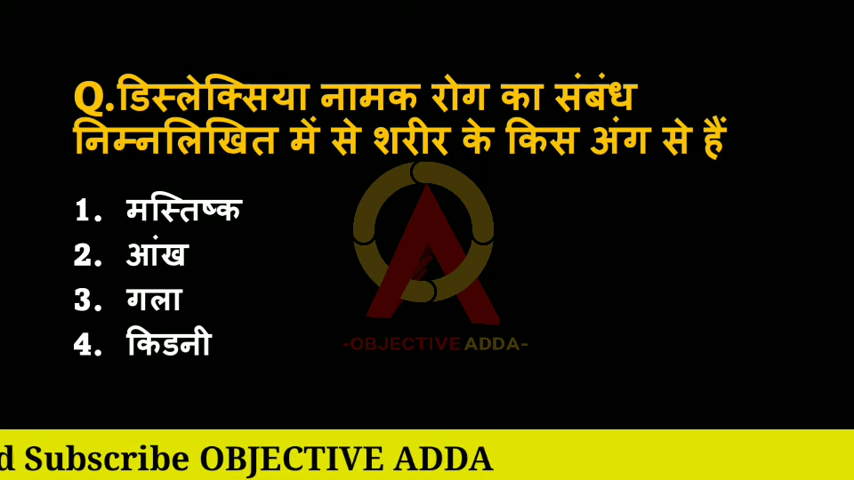 Q.डिस्लेक्सिया नामक रोग का संबंध
निम्नलिखित में से शरीर के किस अंग से हैं
1. मस्तिष्क
2. आंख
3. गला
4. किडनी
-OBJECTIVE ADDA-
d Subscribe OBJECTIVE ADDA